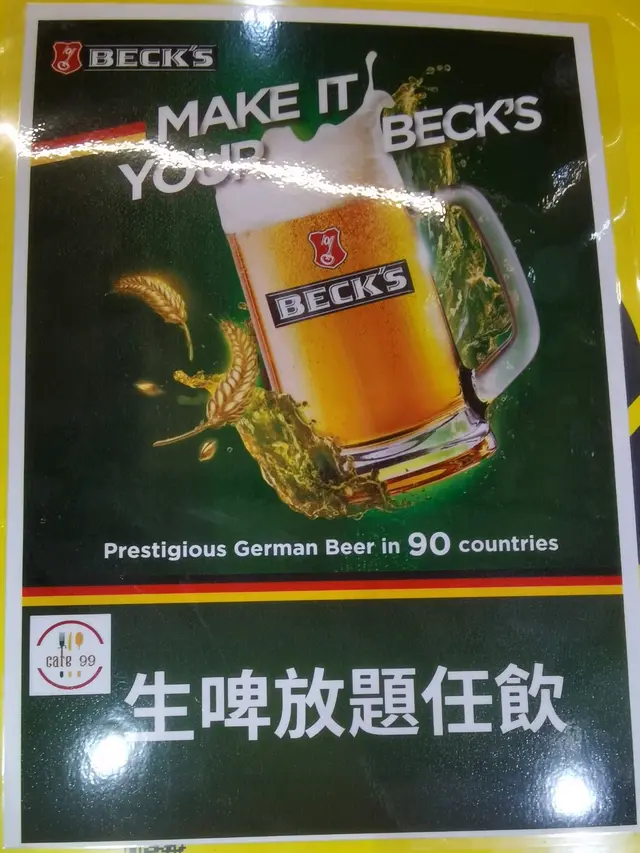 BECK'S
MAKE IT
YOUR BECK'S
BECK'S
Prestigious German Beer in 90 countries
cafe 99
生啤放題任飲